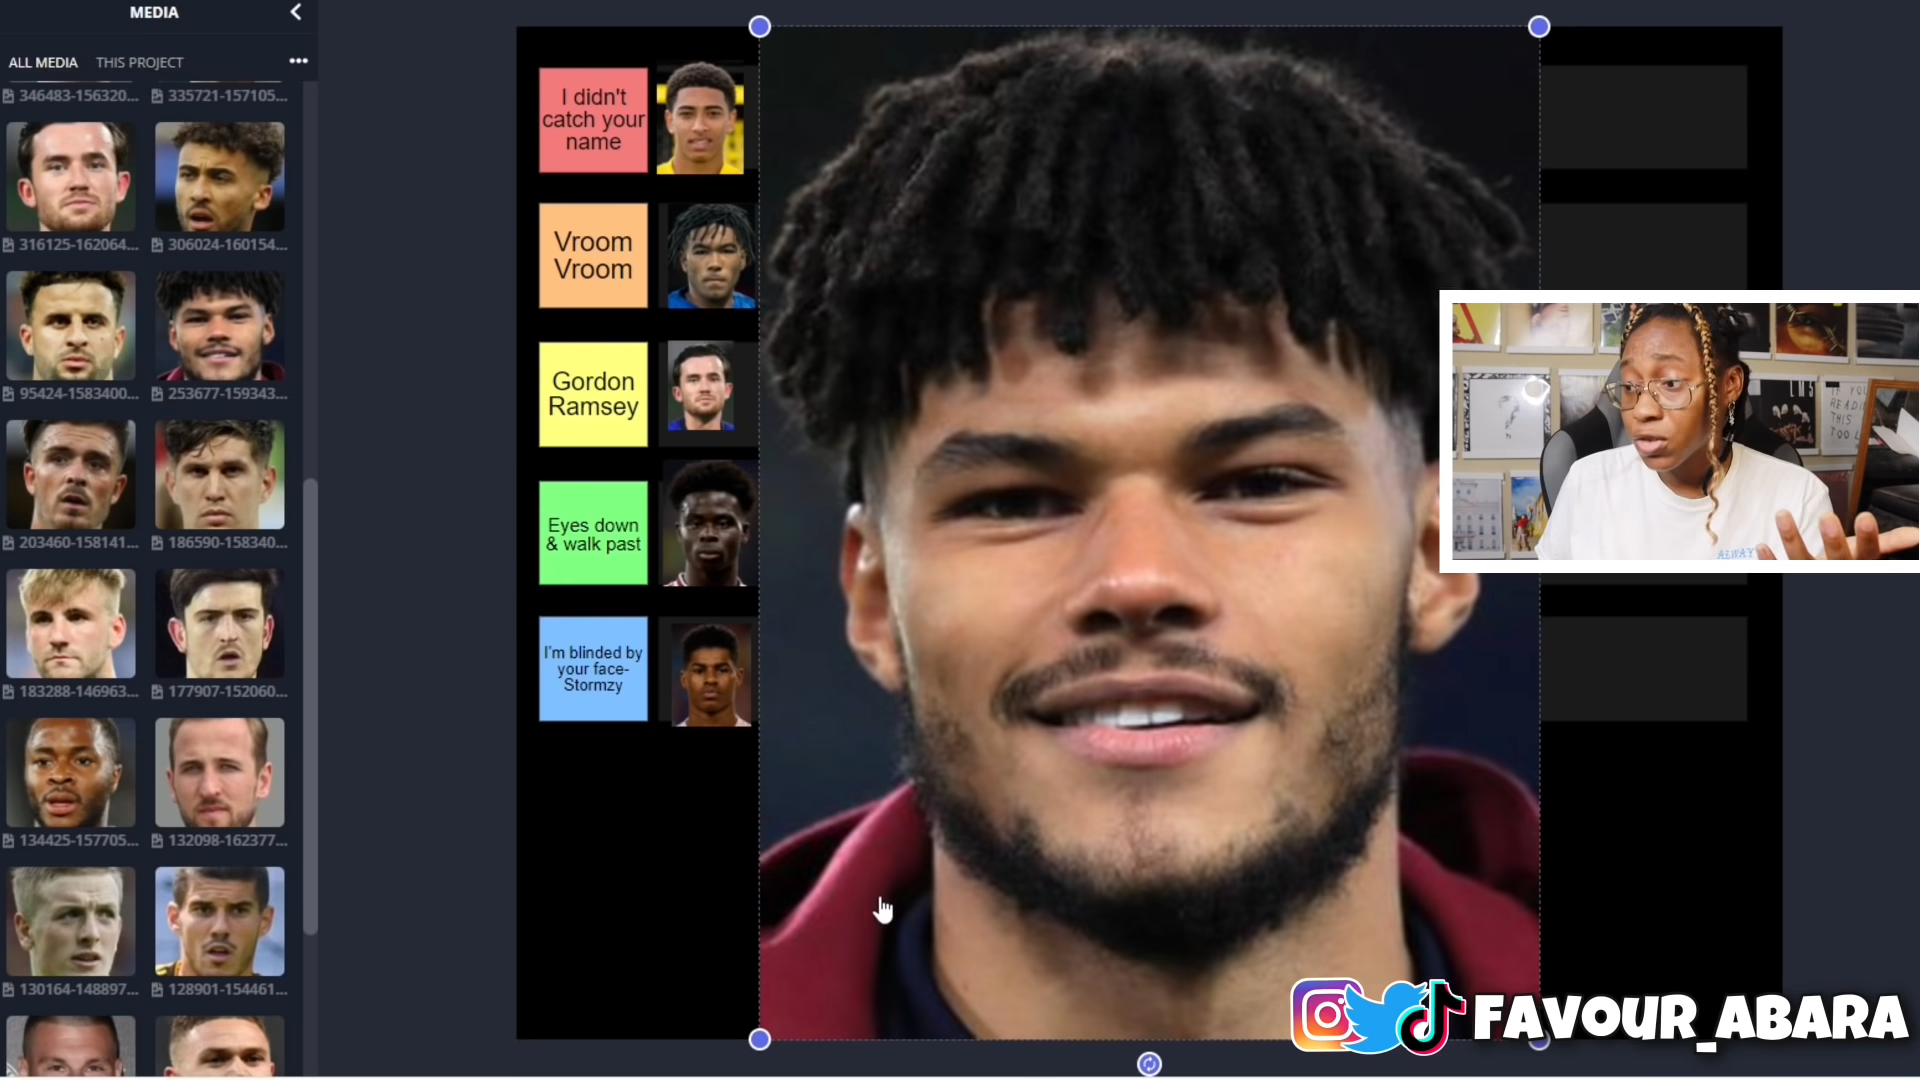 MEDIA
ALL MEDIA THIS PROJECT
346483-156320... 335721-157105...
316125-162064... 306024-160154...
95424-1583400... 253677-159343...
203460-158141... 186590-158340...
183288-146963... 177907-152060...
134425-157705... 132098-162377...
130164-148897... 128901-154461...
I didn't
catch your
name
Vroom
Vroom
Gordon
Ramsey
Eyes down
& walk past
I'm blinded by
your face-
Stormzy
FAVOUR_ABARA